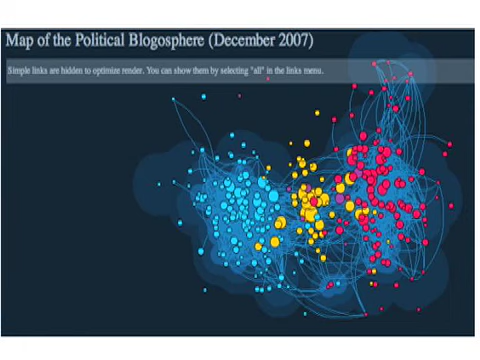 Map of the Political Blogosphere (December 2007)
Simple links are hidden to optimize render. You can show them by selecting "all" in the links menu.